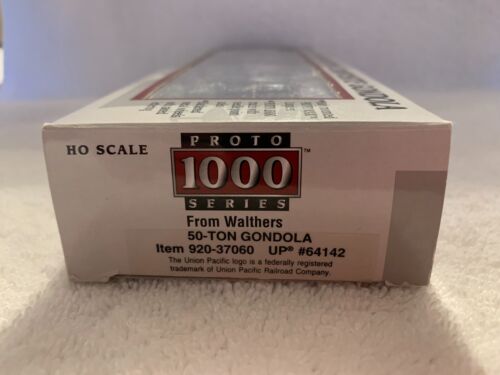 HO SCALE
PROTO
1000™
SERIES
From Walthers
50-TON GONDOLA
Item 920-37060 UP® #64142
The Union Pacific logo is a federally registered
trademark of Union Pacific Railroad Company.